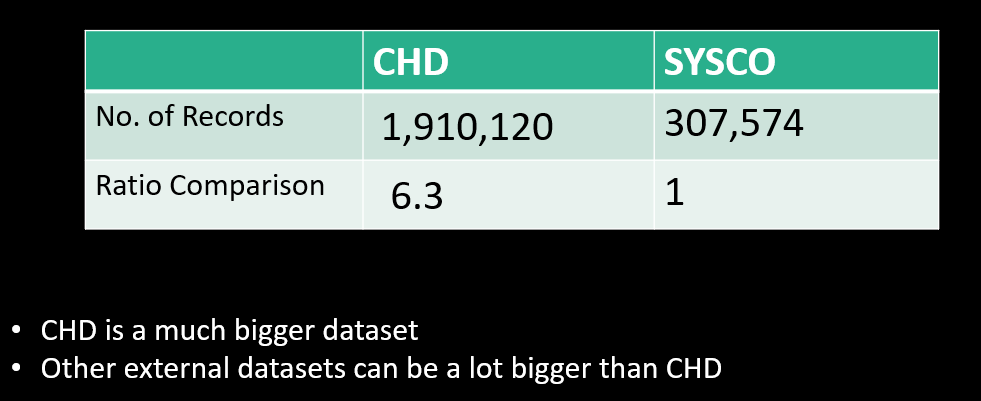 CHD SYSCO
No. of Records 1,910,120 307,574
Ratio Comparison 6.3 1
• CHD is a much bigger dataset
• Other external datasets can be a lot bigger than CHD